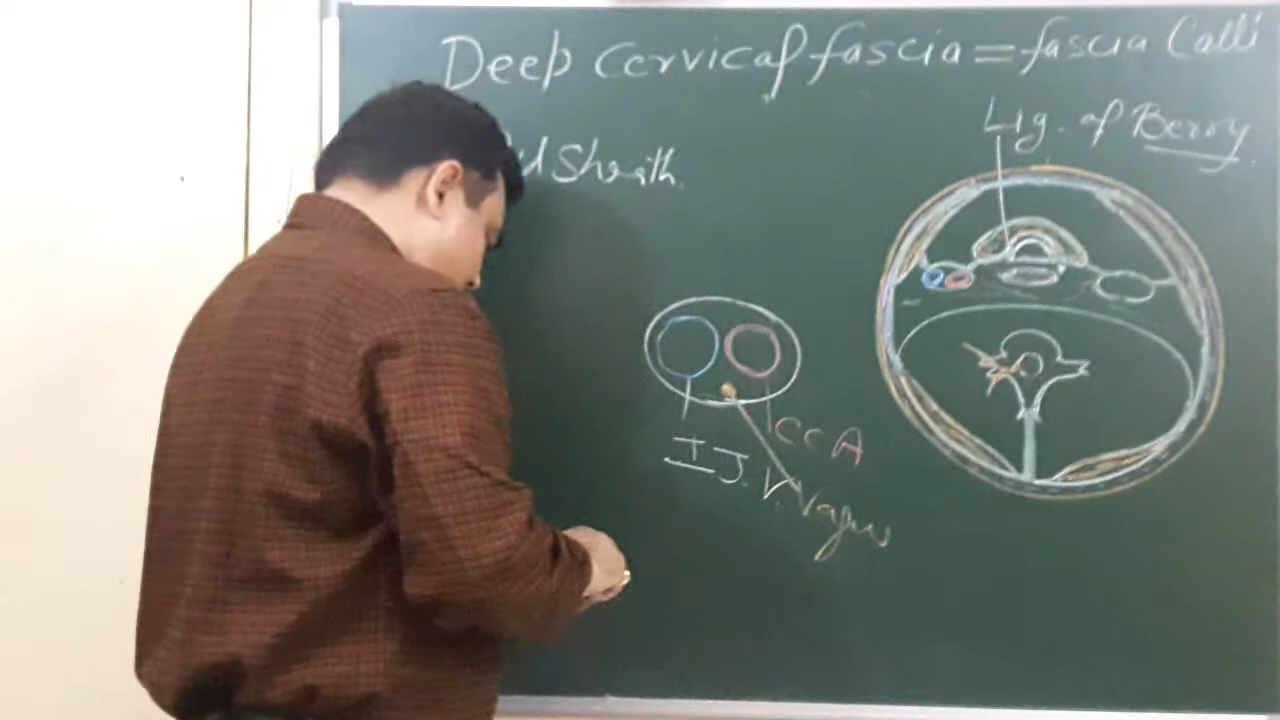 Deep Cervical fascia = fascia Colli
Lig. of Berry
Sheath.
CCA
I J. V.
Vagus